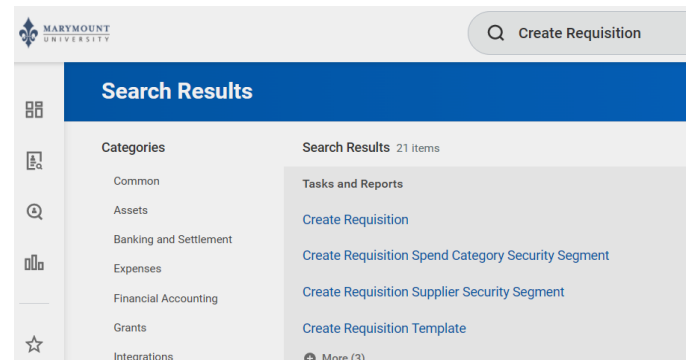 MARYMOUNT
UNIVERSITY
Create Requisition
Search Results
Categories
Common
Assets
Banking and Settlement
Expenses
Financial Accounting
Grants
Integrations
Search Results 21 items
Tasks and Reports
Create Requisition
Create Requisition Spend Category Security Segment
Create Requisition Supplier Security Segment
Create Requisition Template
More (3)